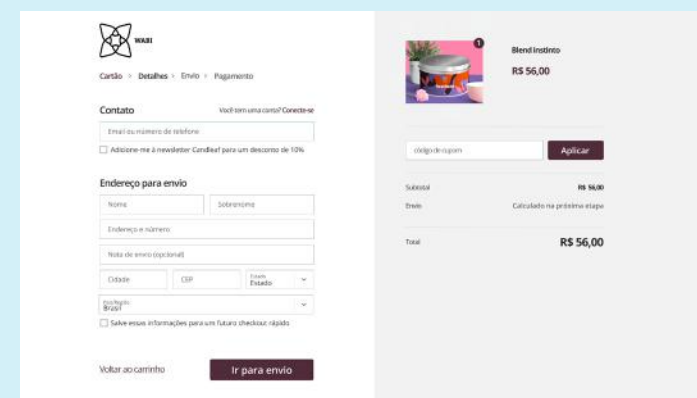 WABI
Cartão > Detalhes > Envio > Pagamento
Contato
Você tem uma conta? Conecte-se
Email ou número de telefone
Adicione-me à newsletter Candleaf para um desconto de 10%
Endereço para envio
Nome
Sobrenome
Endereço e número
Nota de envio (opcional)
Cidade
CEP
Estado
Estado
País/Região
Brasil
Salve essas informações para um futuro checkout rápido
Voltar ao carrinho
Ir para envio
1
Blend instinto
R$ 56,00
código de cupom
Aplicar
Subtotal
R$ 56,00
Envio
Calculado na próxima etapa
Total
R$ 56,00